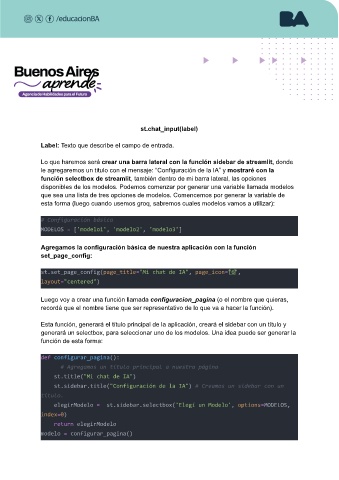 /educacionBA
BA
Buenos Aires
aprende
Agencia de Habilidades para el Futuro
st.chat_input(label)
Label: Texto que describe el campo de entrada.
Lo que haremos será crear una barra lateral con la función sidebar de streamlit, donde
le agregaremos un título con el mensaje: “Configuración de la IA” y mostraré con la
función selectbox de streamlit, también dentro de mi barra lateral, las opciones
disponibles de los modelos. Podemos comenzar por generar una variable llamada modelos
que sea una lista de tres opciones de modelos. Comencemos por generar la variable de
esta forma (luego cuando usemos groq, sabremos cuales modelos vamos a utilizar):
# Configuracion básica
MODELOS = ['modelo1', 'modelo2', 'modelo3']
Agregamos la configuración básica de nuestra aplicación con la función
set_page_config:
st.set_page_config(page_title="Mi chat de IA", page_icon="",
layout="centered")
Luego voy a crear una función llamada configuracion_pagina (o el nombre que quieras,
recordá que el nombre tiene que ser representativo de lo que va a hacer la función).
Esta función, generará el título principal de la aplicación, creará el sidebar con un título y
generará un selectbox, para seleccionar uno de los modelos. Una idea puede ser generar la
función de esta forma:
def configurar_pagina():
# Agregamos un título principal a nuestra página
st.title("Mi chat de IA")
st.sidebar.title("Configuración de la IA") # Creamos un sidebar con un
título.
elegirModelo = st.sidebar.selectbox('Elegí un Modelo', options=MODELOS,
index=0)
return elegirModelo
modelo = configurar_pagina()